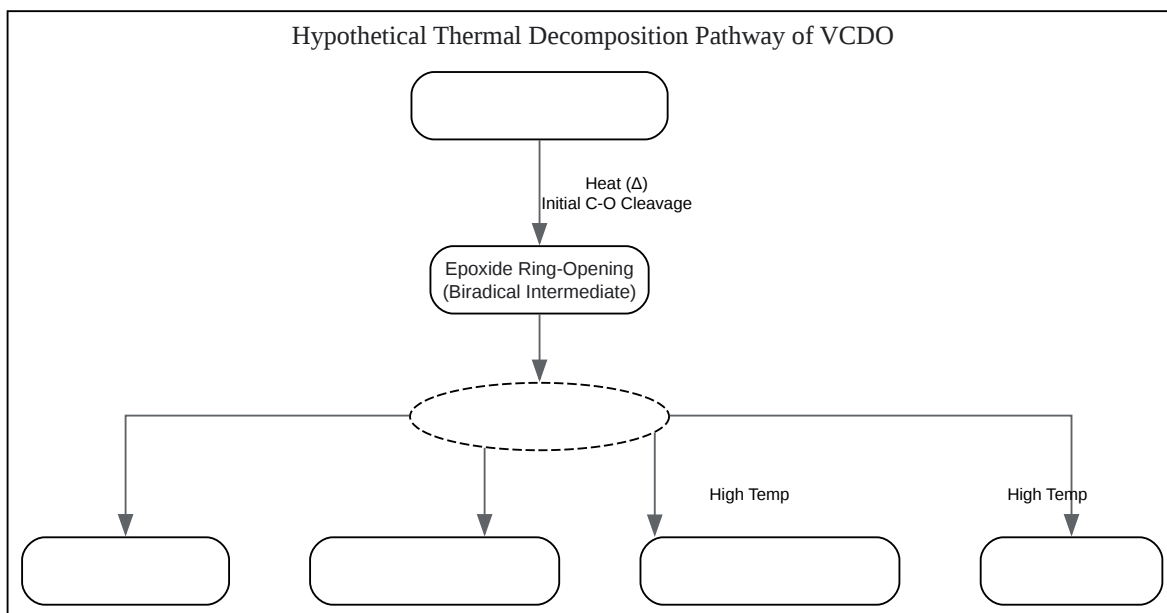 Hypothetical Thermal Decomposition Pathway of VCDO
Heat (Δ)
Initial C-O Cleavage
Epoxide Ring-Opening
(Biradical Intermediate)
High Temp
High Temp